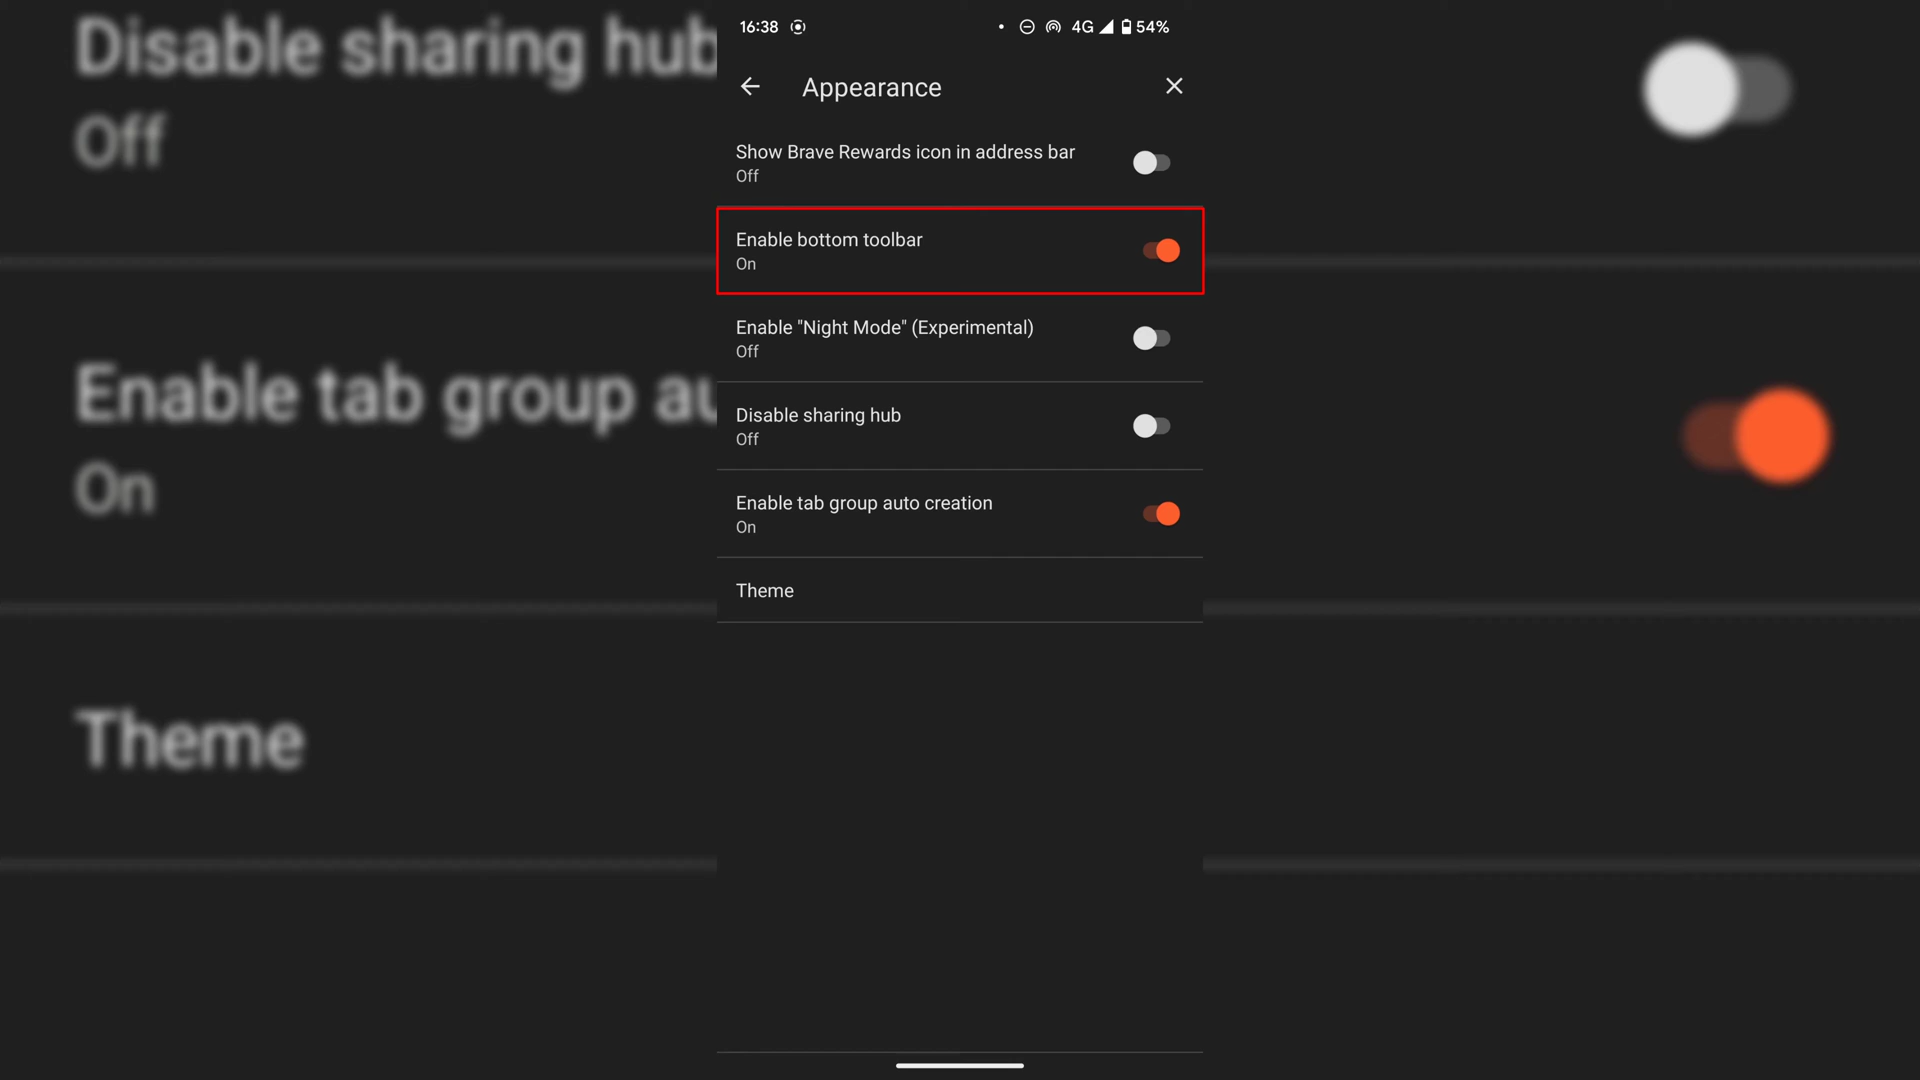 16:38 4G 54%
Appearance
Show Brave Rewards icon in address bar
Off
Enable bottom toolbar
On
Enable "Night Mode" (Experimental)
Off
Disable sharing hub
Off
Enable tab group auto creation
On
Theme
Disable sharing hub
Off
Enable tab group au
On
Theme